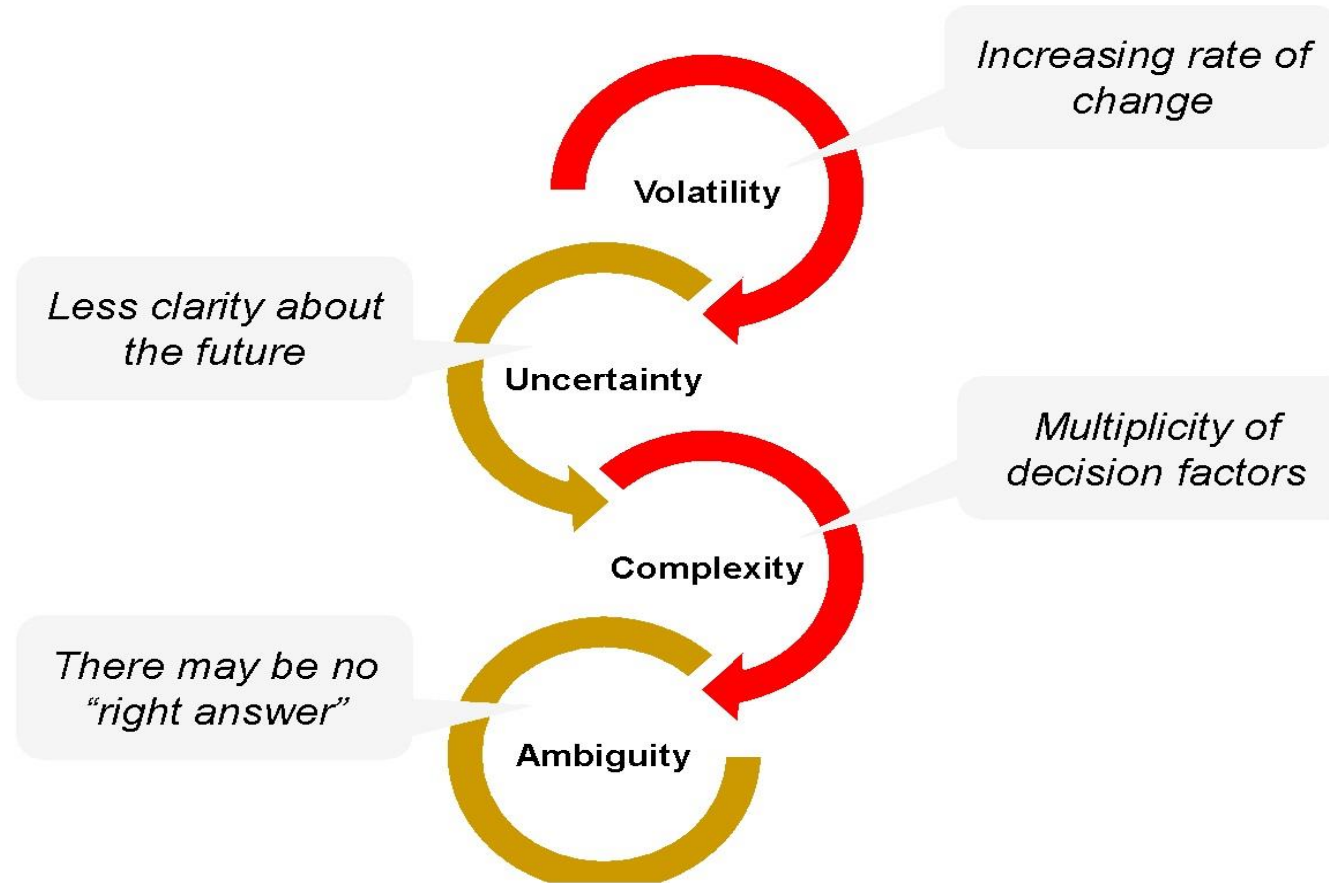 Increasing rate of
change
Volatility
Less clarity about
the future
Uncertainty
Multiplicity of
decision factors
Complexity
There may be no
“right answer”
Ambiguity